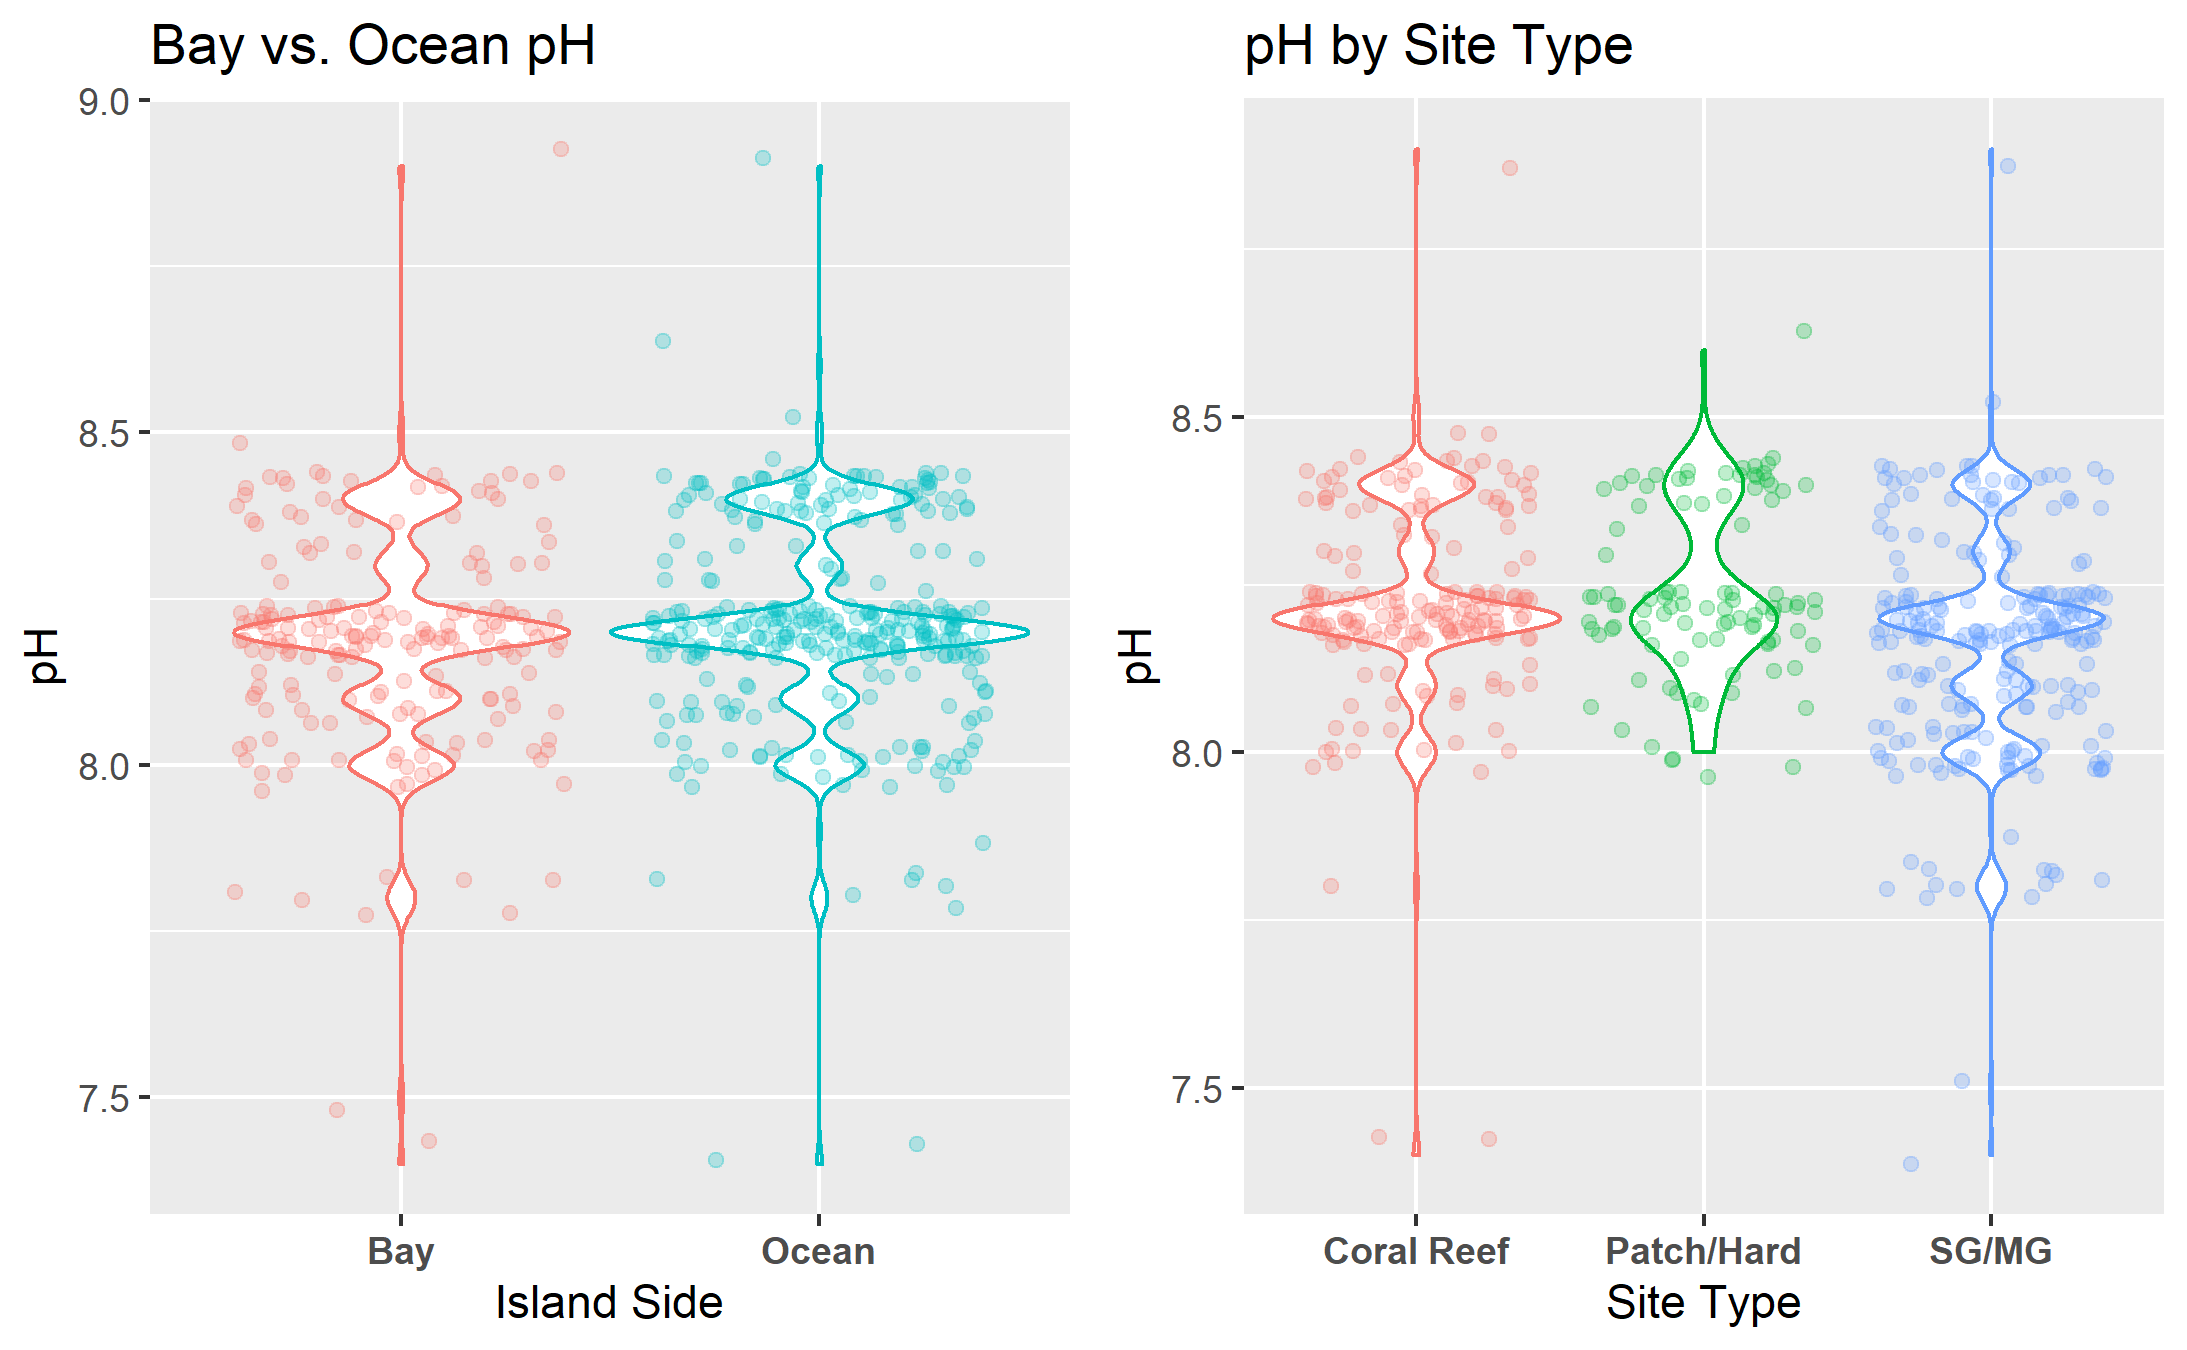 Bay vs. Ocean pH
pH by Site Type
9.0
8.5
8.0
7.5
pH
Bay
Ocean
Island Side
8.5
8.0
7.5
pH
Coral Reef
Patch/Hard
SG/MG
Site Type